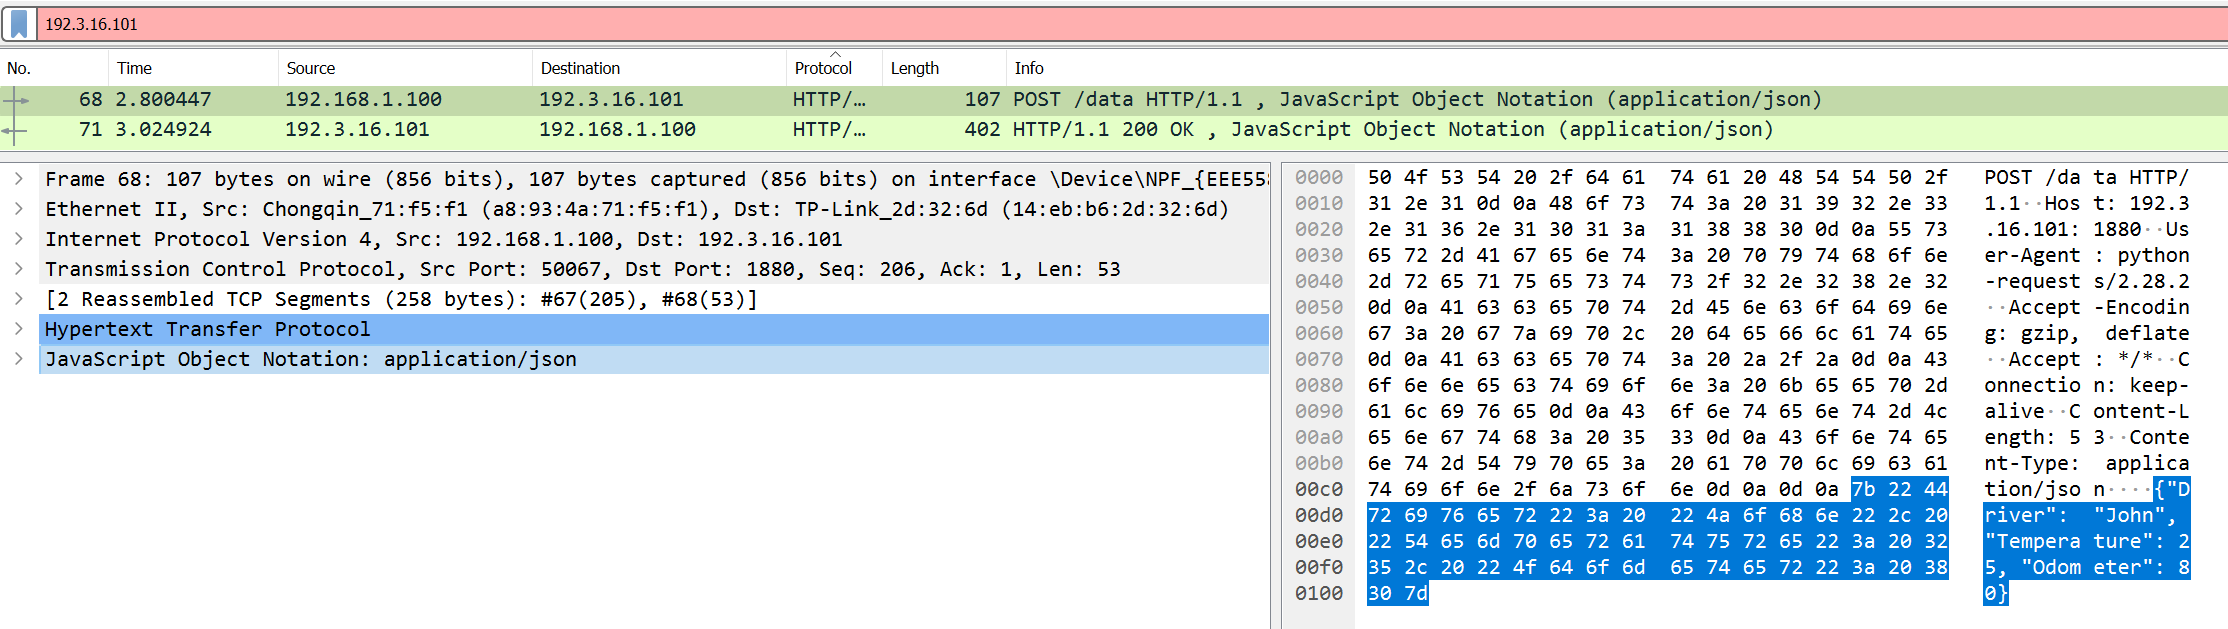 192.3.16.101
No. Time Source Destination Protocol Length Info
68 2.800447 192.168.1.100 192.3.16.101 HTTP/… 107 POST /data HTTP/1.1 , JavaScript Object Notation (application/json)
71 3.024924 192.3.16.101 192.168.1.100 HTTP/… 402 HTTP/1.1 200 OK , JavaScript Object Notation (application/json)
Frame 68: 107 bytes on wire (856 bits), 107 bytes captured (856 bits) on interface \Device\NPF_{EEE55
Ethernet II, Src: Chongqin_71:f5:f1 (a8:93:4a:71:f5:f1), Dst: TP-Link_2d:32:6d (14:eb:b6:2d:32:6d)
Internet Protocol Version 4, Src: 192.168.1.100, Dst: 192.3.16.101
Transmission Control Protocol, Src Port: 50067, Dst Port: 1880, Seq: 206, Ack: 1, Len: 53
[2 Reassembled TCP Segments (258 bytes): #67(205), #68(53)]
Hypertext Transfer Protocol
JavaScript Object Notation: application/json
0000 50 4f 53 54 20 2f 64 61 74 61 20 48 54 54 50 2f POST /da ta HTTP/
0010 31 2e 31 0d 0a 48 6f 73 74 3a 20 31 39 32 2e 33 1.1··Hos t: 192.3
0020 2e 31 36 2e 31 30 31 3a 31 38 38 30 0d 0a 55 73 .16.101: 1880··Us
0030 65 72 2d 41 67 65 6e 74 3a 20 70 79 74 68 6f 6e er-Agent : python
0040 2d 72 65 71 75 65 73 74 73 2f 32 2e 32 38 2e 32 -request s/2.28.2
0050 0d 0a 41 63 63 65 70 74 2d 45 6e 63 6f 64 69 6e ··Accept -Encodin
0060 67 3a 20 67 7a 69 70 2c 20 64 65 66 6c 61 74 65 g: gzip, deflate
0070 0d 0a 41 63 63 65 70 74 3a 20 2a 2f 2a 0d 0a 43 ··Accept : */*··C
0080 6f 6e 6e 65 63 74 69 6f 6e 3a 20 6b 65 65 70 2d onnectio n: keep-
0090 61 6c 69 76 65 0d 0a 43 6f 6e 74 65 6e 74 2d 4c alive··C ontent-L
00a0 65 6e 67 74 68 3a 20 35 33 0d 0a 43 6f 6e 74 65 ength: 5 3··Conte
00b0 6e 74 2d 54 79 70 65 3a 20 61 70 70 6c 69 63 61 nt-Type: applica
00c0 74 69 6f 6e 2f 6a 73 6f 6e 0d 0a 0d 0a 7b 22 44 tion/jso n····{"D
00d0 72 69 76 65 72 22 3a 20 22 4a 6f 68 6e 22 2c 20 river": "John",
00e0 22 54 65 6d 70 65 72 61 74 75 72 65 22 3a 20 32 "Tempera ture": 2
00f0 35 2c 20 22 4f 64 6f 6d 65 74 65 72 22 3a 20 38 5, "Odom eter": 8
0100 30 7d 0}